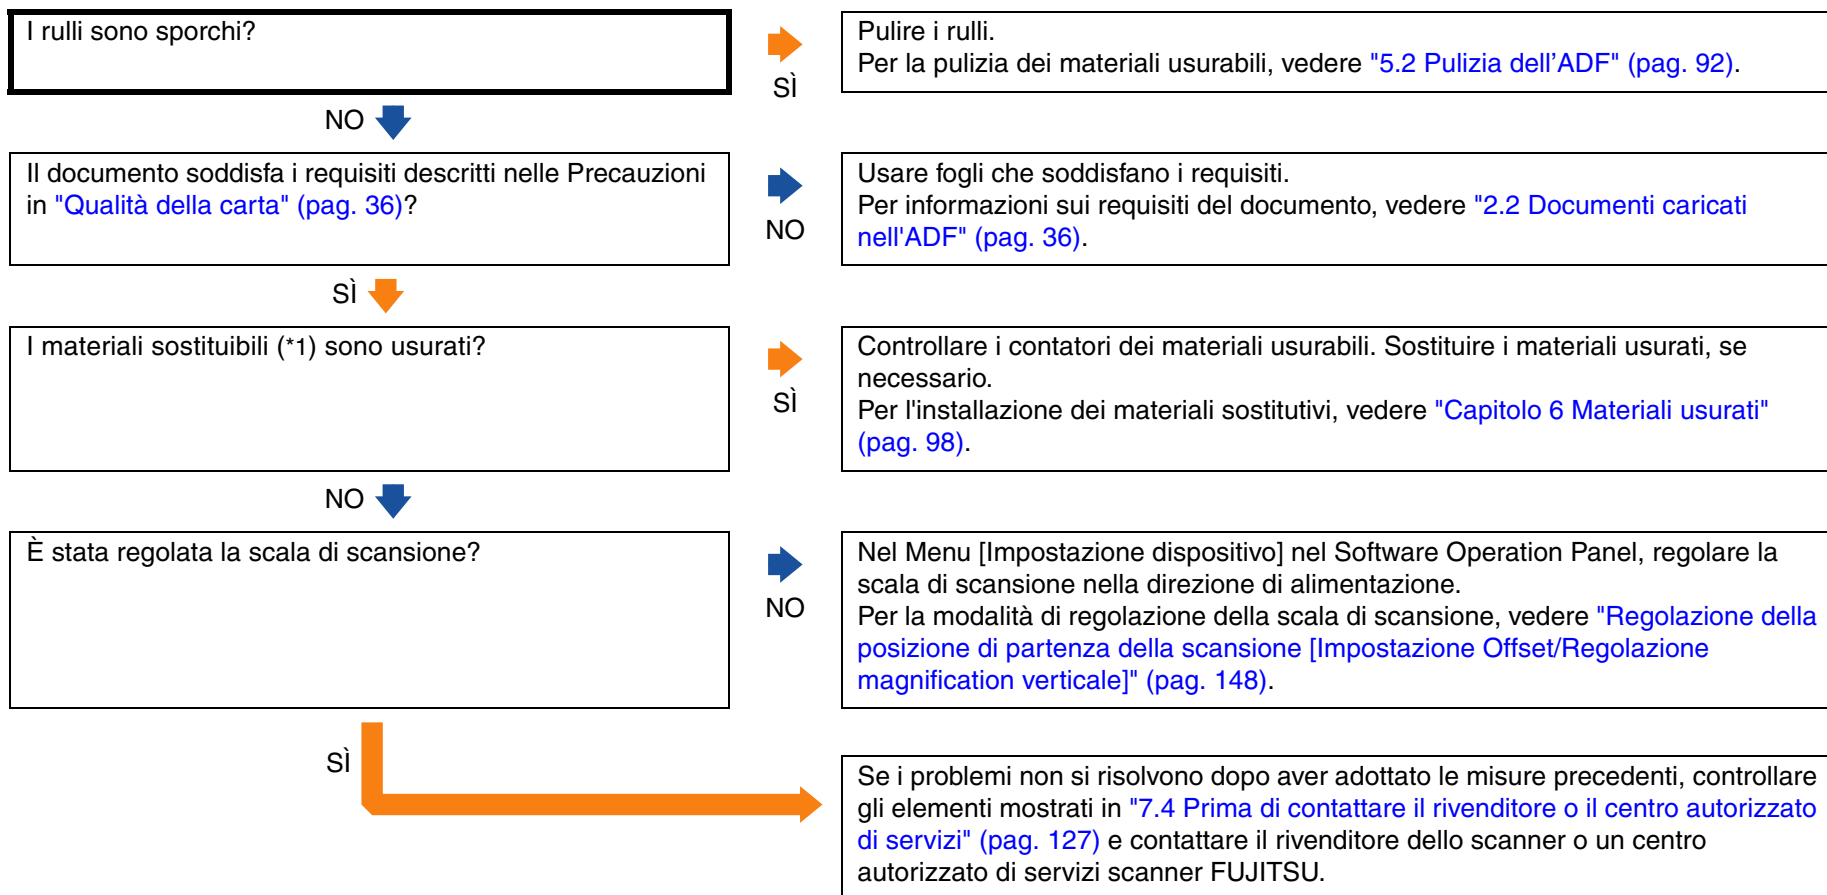 I rulli sono sporchi?
SÌ
Pulire i rulli.
Per la pulizia dei materiali usurabili, vedere "5.2 Pulizia dell’ADF" (pag. 92).
NO
Il documento soddisfa i requisiti descritti nelle Precauzioni
in "Qualità della carta" (pag. 36)?
NO
Usare fogli che soddisfano i requisiti.
Per informazioni sui requisiti del documento, vedere "2.2 Documenti caricati
nell'ADF" (pag. 36).
SÌ
I materiali sostituibili (*1) sono usurati?
SÌ
Controllare i contatori dei materiali usurabili. Sostituire i materiali usurati, se
necessario.
Per l'installazione dei materiali sostitutivi, vedere "Capitolo 6 Materiali usurati"
(pag. 98).
NO
È stata regolata la scala di scansione?
NO
Nel Menu [Impostazione dispositivo] nel Software Operation Panel, regolare la
scala di scansione nella direzione di alimentazione.
Per la modalità di regolazione della scala di scansione, vedere "Regolazione della
posizione di partenza della scansione [Impostazione Offset/Regolazione
magnification verticale]" (pag. 148).
SÌ
Se i problemi non si risolvono dopo aver adottato le misure precedenti, controllare
gli elementi mostrati in "7.4 Prima di contattare il rivenditore o il centro autorizzato
di servizi" (pag. 127) e contattare il rivenditore dello scanner o un centro
autorizzato di servizi scanner FUJITSU.